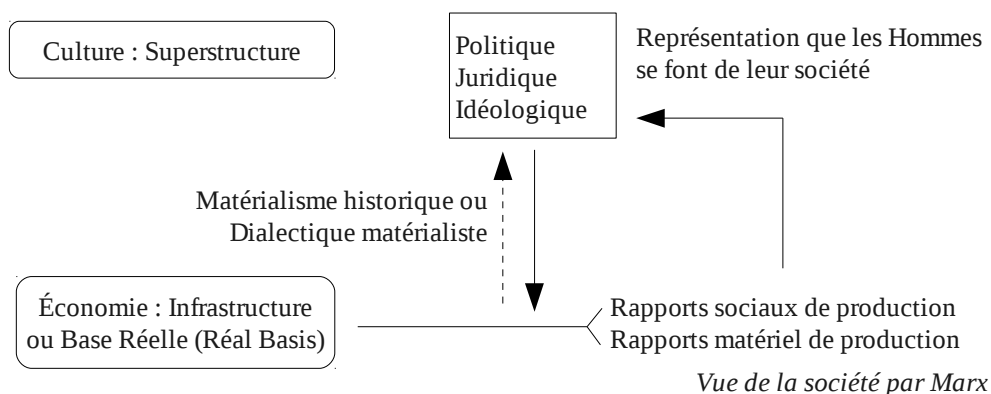 Culture : Superstructure
Politique
Juridique
Idéologique
Représentation que les Hommes
se font de leur société
Matérialisme historique ou
Dialectique matérialiste
Économie : Infrastructure
ou Base Réelle (Réal Basis)
Rapports sociaux de production
Rapports matériel de production
Vue de la société par Marx